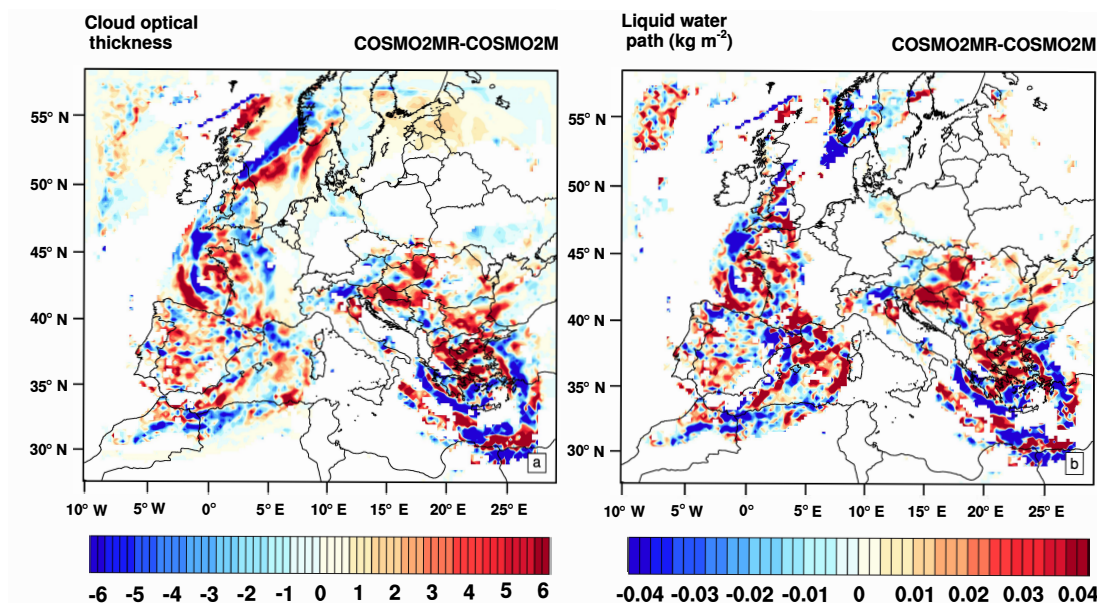 Cloud optical
thickness
COSMO2MR-COSMO2M
55° N
50° N
45° N
40° N
35° N
30° N
a
10° W
5° W
0°
5° E
10° E
15° E
20° E
25° E
-6 -5 -4 -3 -2 -1 0 1 2 3 4 5 6
Liquid water
path (kg m⁻²)
COSMO2MR-COSMO2M
55° N
50° N
45° N
40° N
35° N
30° N
b
10° W
5° W
0°
5° E
10° E
15° E
20° E
25° E
-0.04 -0.03 -0.02 -0.01 0 0.01 0.02 0.03 0.04